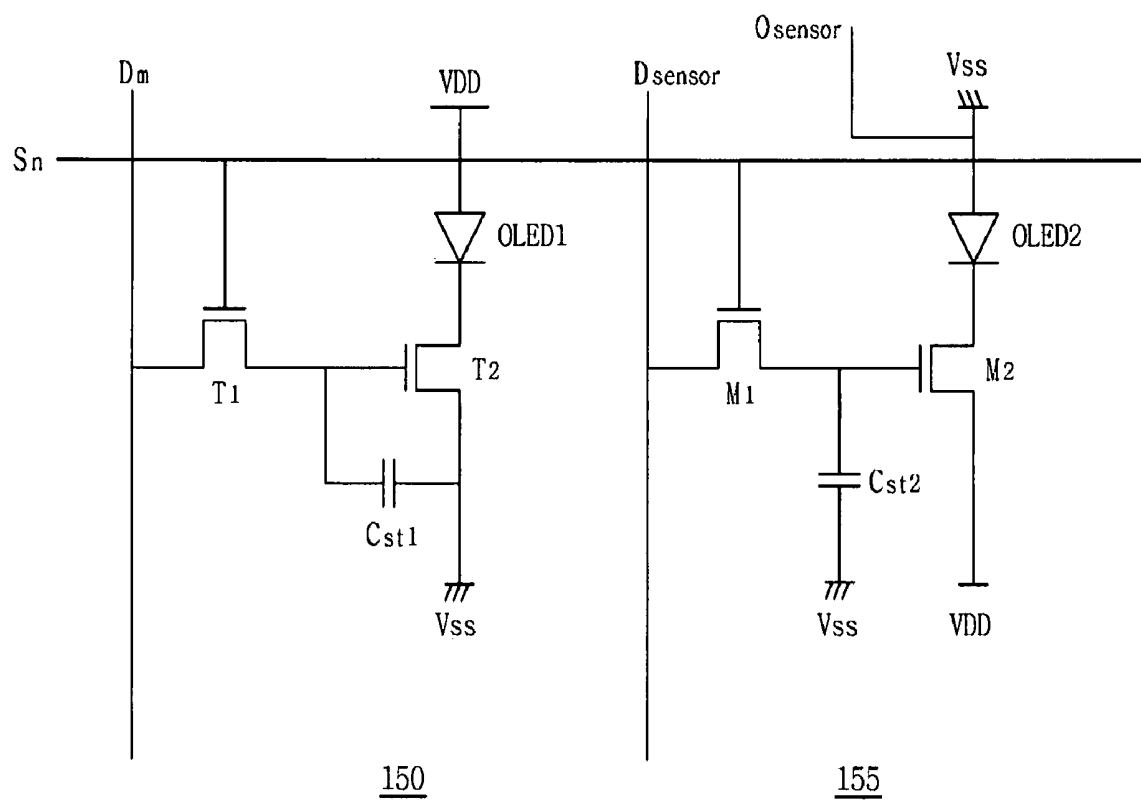 Osensor
Dm
VDD
Dsensor
Vss
Sn
OLED1
OLED2
T1
T2
M1
M2
Cst1
Cst2
Vss
Vss
VDD
150
155